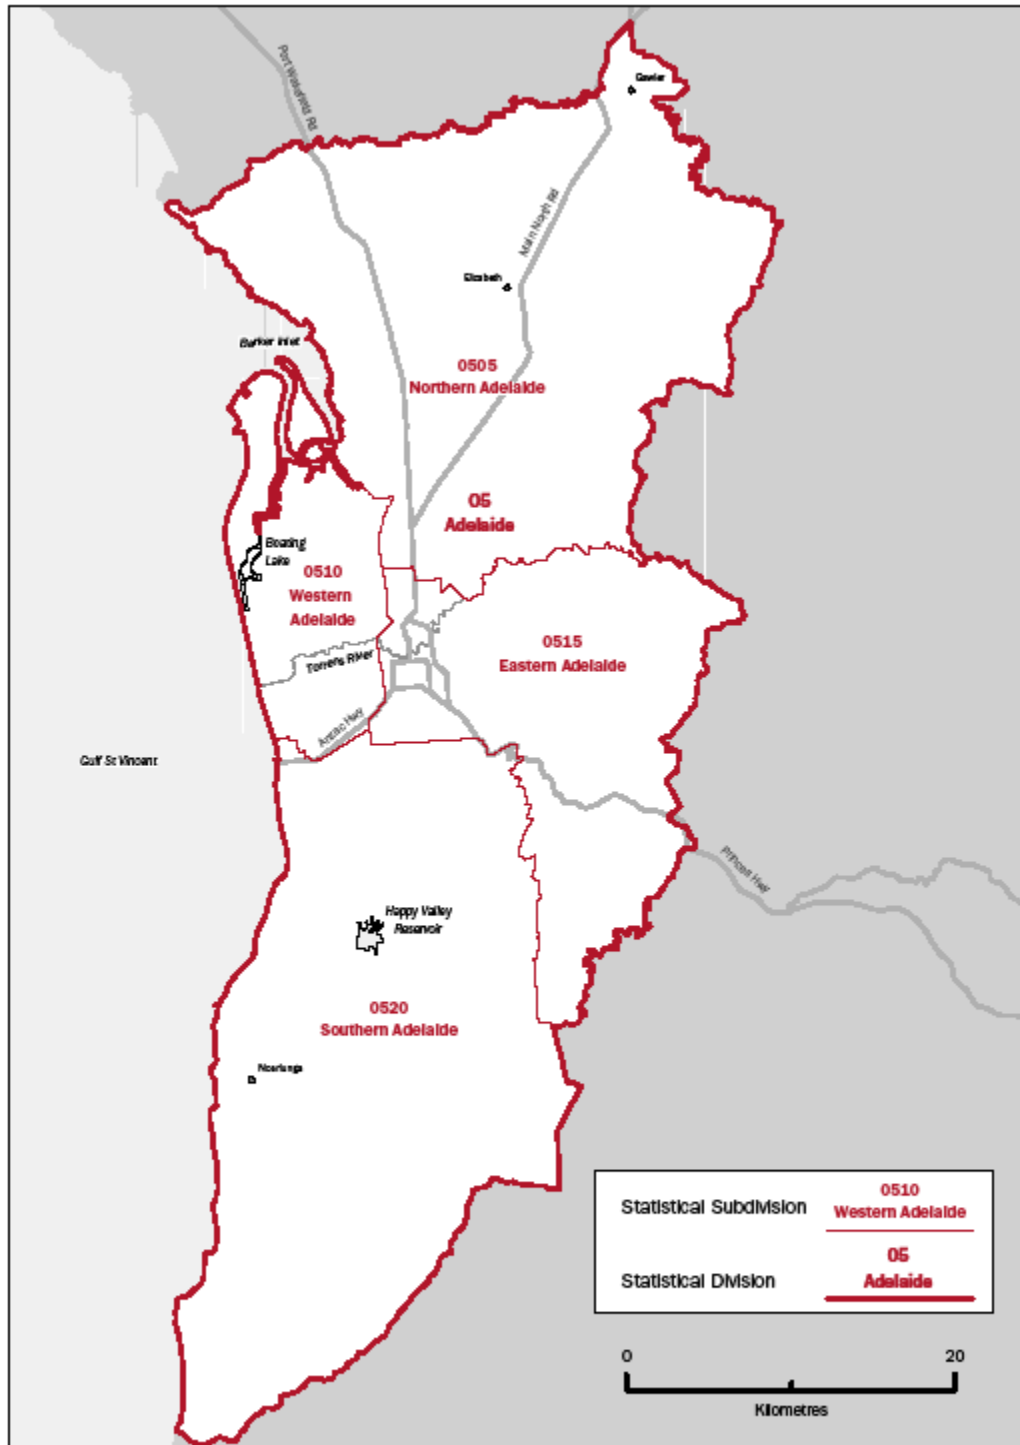 Port Wakefield Rd
Gawler
Main North Rd
Elizabeth
Barker Inlet
0505
Northern Adelaide
05
Adelaide
Boating
Lake
0510
Western
Adelaide
0515
Eastern Adelaide
Torrens River
Anzac Hwy
Gulf St Vincent
Princes Hwy
Happy Valley
Reservoir
0520
Southern Adelaide
Noarlunga
Statistical Subdivision
0510
Western Adelaide
Statistical Division
05
Adelaide
0
20
Kilometres